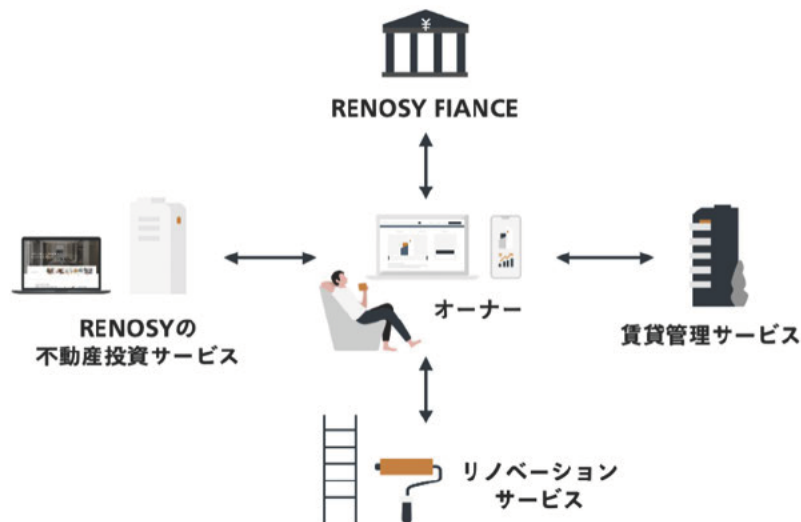 ¥
RENOSY FIANCE
オーナー
RENOSYの
不動産投資サービス
賃貸管理サービス
リノベーション
サービス